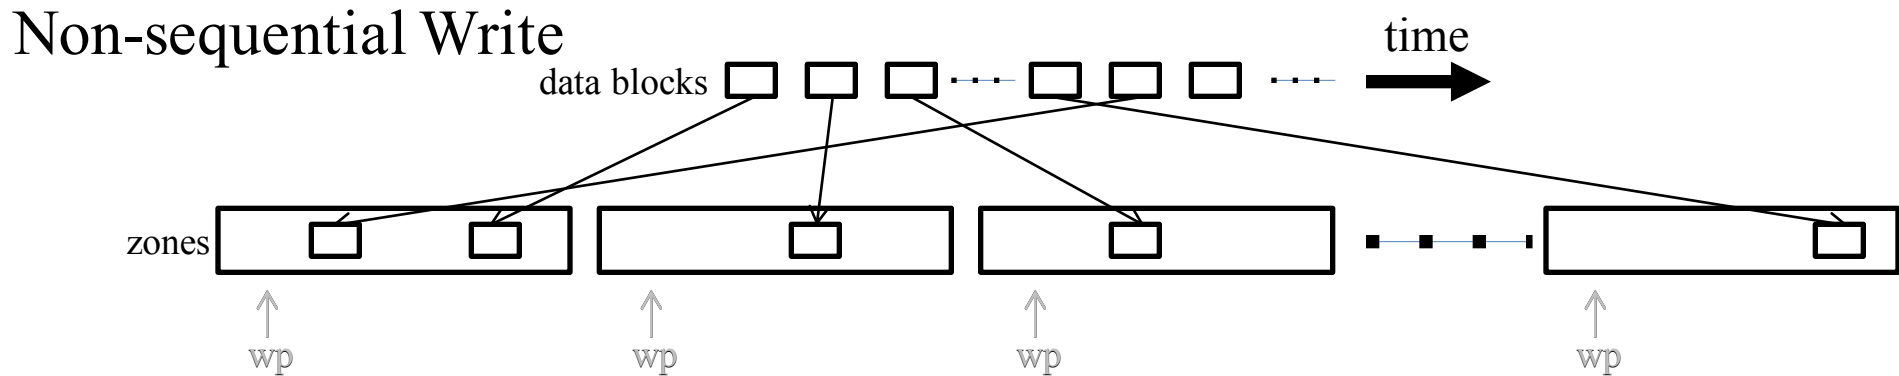 Non-sequential Write
time
data blocks
zones
wp wp wp wp